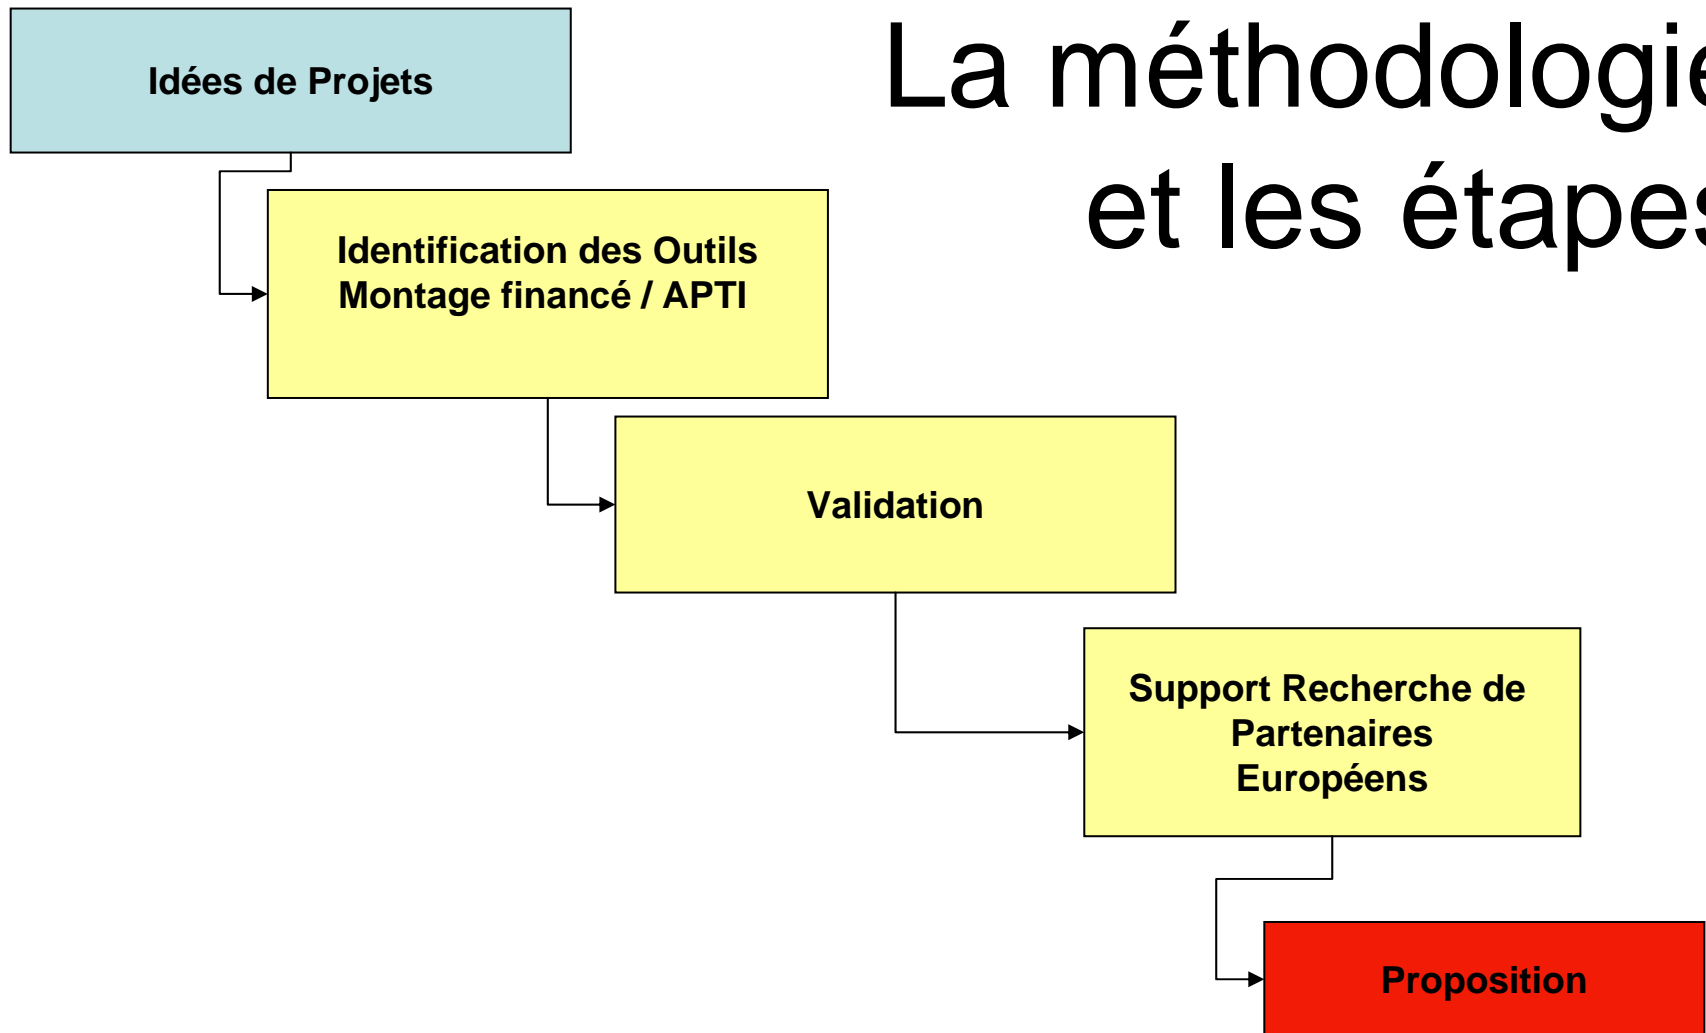 La méthodologie
et les étapes
Idées de Projets
Identification des Outils
Montage financé / APTI
Validation
Support Recherche de
Partenaires
Européens
Proposition